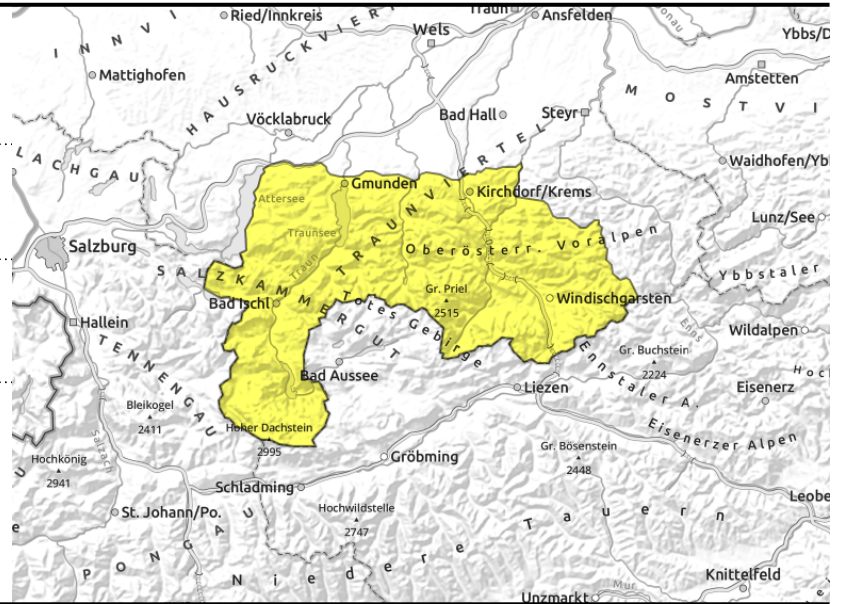 Ried/Innkreis
Traun
Ansfelden
Donau
INNVI
HAUSRUCKVIERT
Wels
Ybbs/D
Mattighofen
Amstetten
MOSTVI
Vöcklabruck
Bad Hall
Steyr
LACHGAU
Waidhofen/Ybb
Gmunden
Kirchdorf/Krems
Attersee
TRAUNVIERTEL
Lunz/See
Traunsee
Salzburg
Oberösterr. Voralpen
Traun
SALZKAMMERGUT
Ybbstaler
Gr. Priel
2515
Windischgarsten
Bad Ischl
Totes Gebirge
Hallein
Enns
Wildalpen
TENNENGAU
Gr. Buchstein
2224
Ennstaler A.
Bad Aussee
Hoc
Liezen
Eisenerz
Bleikogel
2411
Hoher Dachstein
2995
Eisenerzer Alpen
Salzach
Gr. Bösenstein
2448
Gröbming
Hochkönig
2941
U
Schladming
Leobe
St. Johann/Po.
Hochwildstelle
2747
e
PONGAU
Niedere Tauern
Knittelfeld
Mur
Unzmarkt